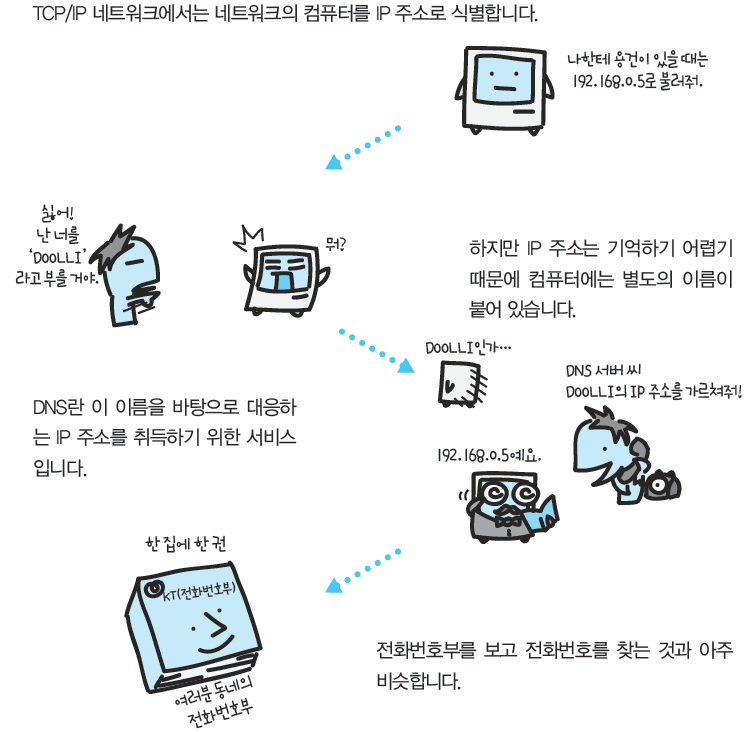 TCP/IP 네트워크에서는 네트워크의 컴퓨터를 IP 주소로 식별합니다.
나한테 용건이 있을 때는
192.168.0.5로 불러줘.
싫어!
난 너를
‘DOOLLI’
라고 부를 거야.
뭐?
하지만 IP 주소는 기억하기 어렵기
때문에 컴퓨터에는 별도의 이름이
붙어 있습니다.
DOOLLI인가…
DNS 서버 씨
DOOLLI의 IP 주소를 가르쳐줘!
DNS란 이 이름을 바탕으로 대응하
는 IP 주소를 취득하기 위한 서비스
입니다.
192.168.0.5예요.
한 집에 한 권
KT(전화번호부)
여러분 동네의
전화번호부
전화번호부를 보고 전화번호를 찾는 것과 아주
비슷합니다.